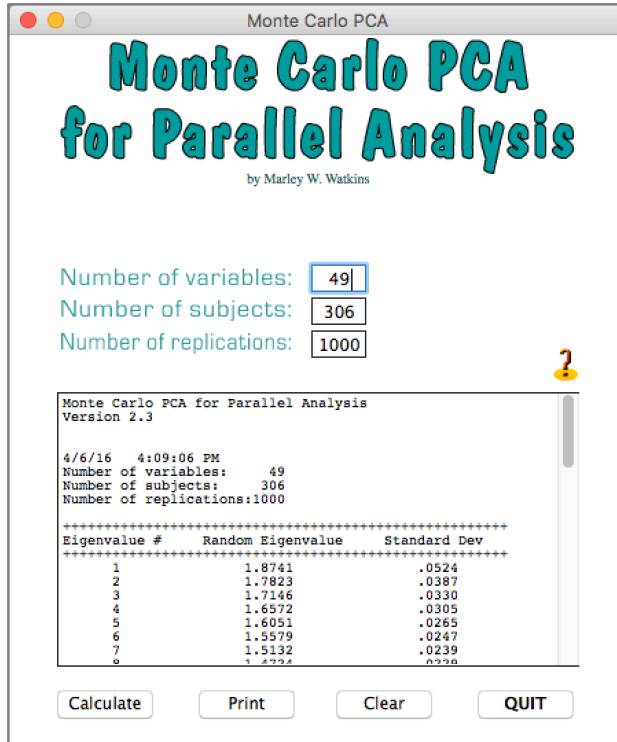 Monte Carlo PCA
Monte Carlo PCA
for Parallel Analysis
by Marley W. Watkins
Number of variables: 49
Number of subjects: 306
Number of replications: 1000
?
Monte Carlo PCA for Parallel Analysis
Version 2.3
4/6/16 4:09:06 PM
Number of variables: 49
Number of subjects: 306
Number of replications:1000
++++++++++++++++++++++++++++++++++++++++++++++++++++++
Eigenvalue # Random Eigenvalue Standard Dev
++++++++++++++++++++++++++++++++++++++++++++++++++++++
1 1.8741 .0524
2 1.7823 .0387
3 1.7146 .0330
4 1.6572 .0305
5 1.6051 .0265
6 1.5579 .0247
7 1.5132 .0239
Calculate Print Clear QUIT